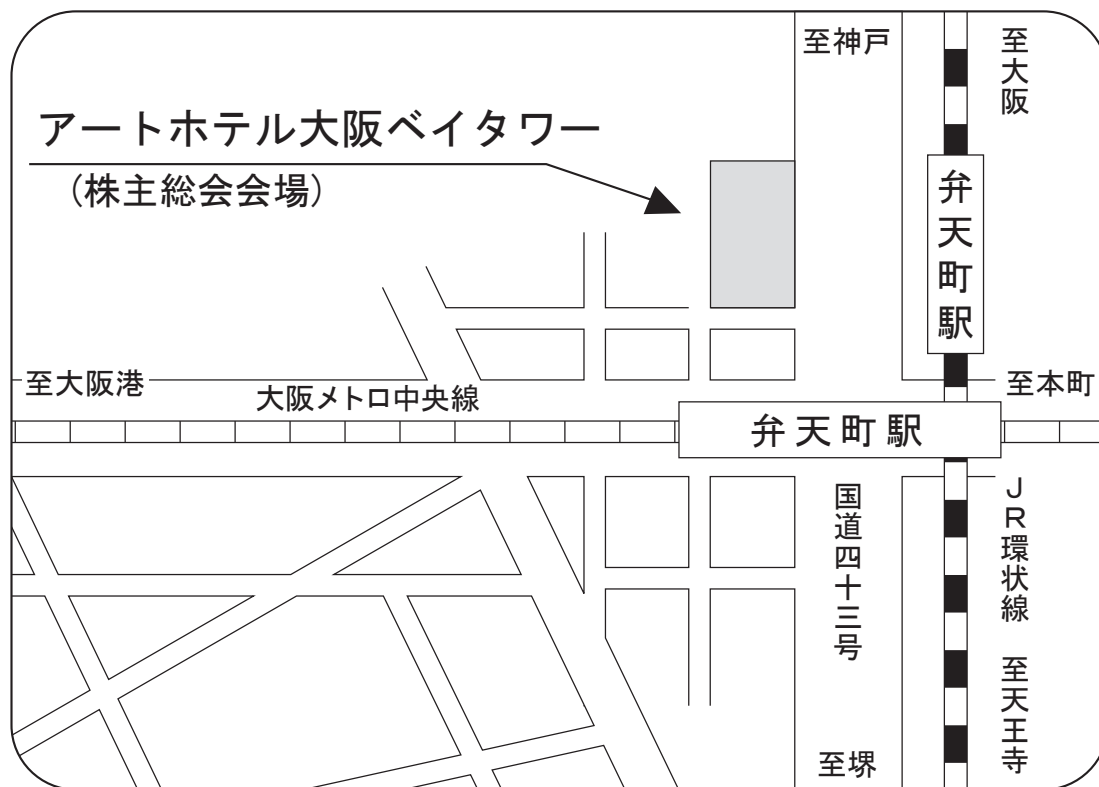 至神戸
至大阪
アートホテル大阪ベイタワー
（株主総会会場）
弁天町駅
至大阪港
大阪メトロ中央線
至本町
弁天町駅
国道四十三号
ＪＲ環状線
至天王寺
至堺